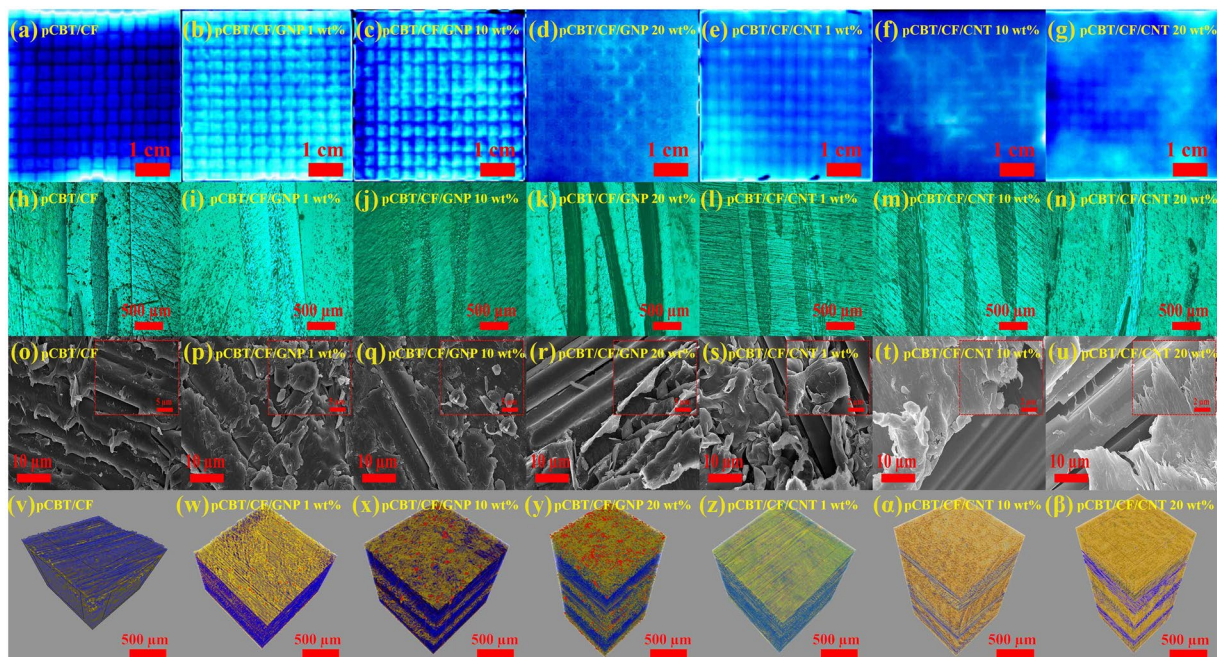 (a) pCBT/CF (b) pCBT/CF/GNP 1 wt% (c) pCBT/CF/GNP 10 wt% (d) pCBT/CF/GNP 20 wt% (e) pCBT/CF/CNT 1 wt% (f) pCBT/CF/CNT 10 wt% (g) pCBT/CF/CNT 20 wt%
1 cm 1 cm 1 cm 1 cm 1 cm 1 cm 1 cm
(h) pCBT/CF (i) pCBT/CF/GNP 1 wt% (j) pCBT/CF/GNP 10 wt% (k) pCBT/CF/GNP 20 wt% (l) pCBT/CF/CNT 1 wt% (m) pCBT/CF/CNT 10 wt% (n) pCBT/CF/CNT 20 wt%
500 μm 500 μm 500 μm 500 μm 500 μm 500 μm 500 μm
(o) pCBT/CF (p) pCBT/CF/GNP 1 wt% (q) pCBT/CF/GNP 10 wt% (r) pCBT/CF/GNP 20 wt% (s) pCBT/CF/CNT 1 wt% (t) pCBT/CF/CNT 10 wt% (u) pCBT/CF/CNT 20 wt%
5 μm 2 μm
10 μm 10 μm 10 μm 10 μm 10 μm 10 μm 10 μm
(v) pCBT/CF (w) pCBT/CF/GNP 1 wt% (x) pCBT/CF/GNP 10 wt% (y) pCBT/CF/GNP 20 wt% (z) pCBT/CF/CNT 1 wt% (α) pCBT/CF/CNT 10 wt% (β) pCBT/CF/CNT 20 wt%
500 μm 500 μm 500 μm 500 μm 500 μm 500 μm 500 μm